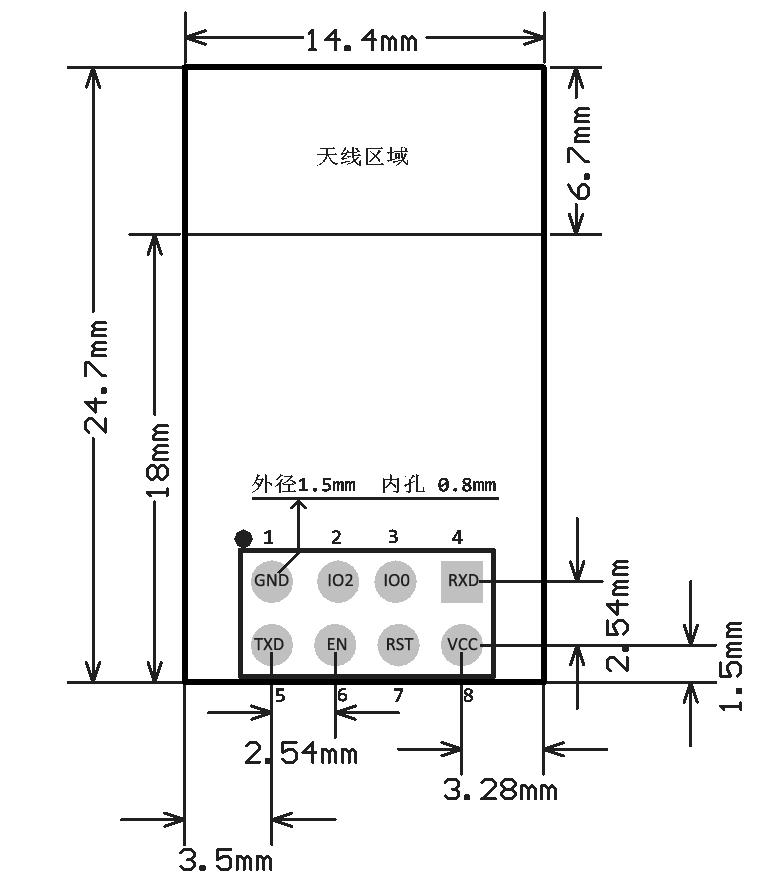 14.4mm
天线区域
6.7mm
24.7mm
18mm
外径1.5mm 内孔 0.8mm
1 2 3 4
GND IO2 IO0 RXD
2.54mm
TXD EN RST VCC
1.5mm
5 6 7 8
2.54mm
3.28mm
3.5mm